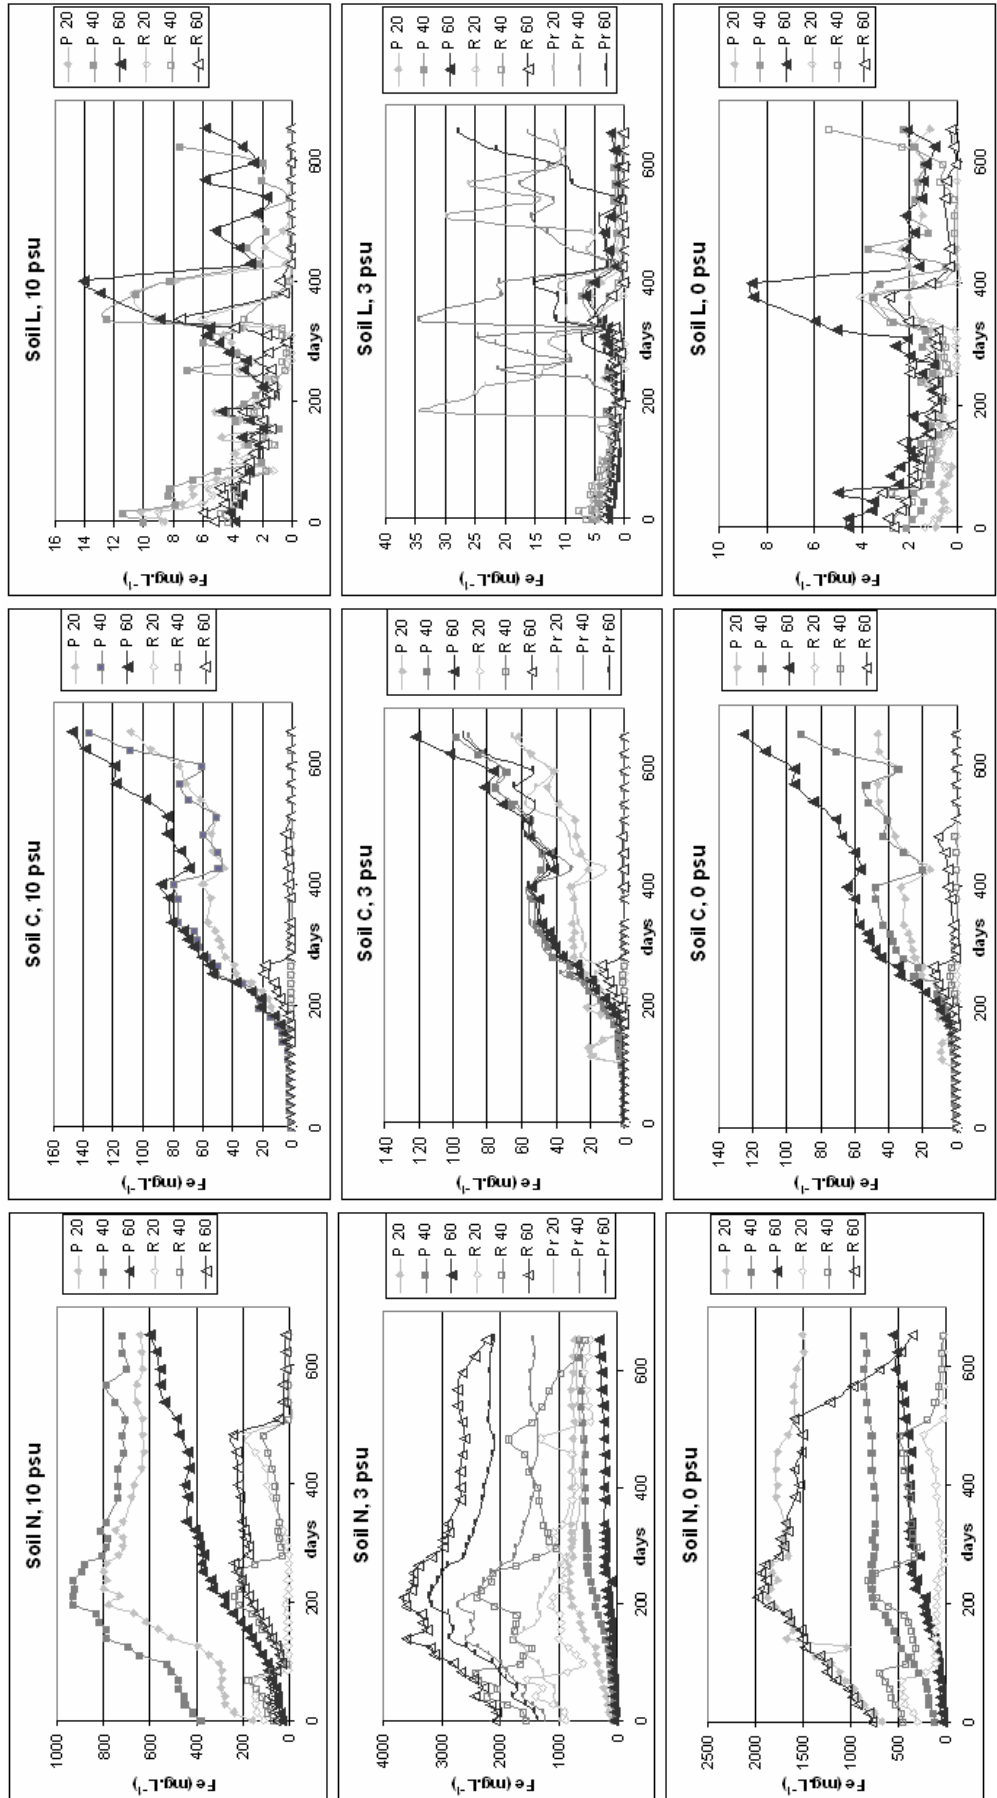 Soil N, 10 psu
Fe (mg.L⁻¹)
1000
800
600
400
200
0
0
200
400
600
days
P 20
P 40
P 60
R 20
R 40
R 60
Soil C, 10 psu
Fe (mg.L⁻¹)
160
140
120
100
80
60
40
20
0
0
200
400
600
days
P 20
P 40
P 60
R 20
R 40
R 60
Soil L, 10 psu
Fe (mg.L⁻¹)
16
14
12
10
8
6
4
2
0
0
200
400
600
days
P 20
P 40
P 60
R 20
R 40
R 60
Soil N, 3 psu
Fe (mg.L⁻¹)
4000
3000
2000
1000
0
0
200
400
600
days
P 20
P 40
P 60
R 20
R 40
R 60
Pr 20
Pr 40
Pr 60
Soil C, 3 psu
Fe (mg.L⁻¹)
140
120
100
80
60
40
20
0
0
200
400
600
days
P 20
P 40
P 60
R 20
R 40
R 60
Pr 20
Pr 40
Pr 60
Soil L, 3 psu
Fe (mg.L⁻¹)
40
35
30
25
20
15
10
5
0
0
200
400
600
days
P 20
P 40
P 60
R 20
R 40
R 60
Pr 20
Pr 40
Pr 60
Soil N, 0 psu
Fe (mg.L⁻¹)
2500
2000
1500
1000
500
0
0
200
400
600
days
P 20
P 40
P 60
R 20
R 40
R 60
Soil C, 0 psu
Fe (mg.L⁻¹)
140
120
100
80
60
40
20
0
0
200
400
600
days
P 20
P 40
P 60
R 20
R 40
R 60
Soil L, 0 psu
Fe (mg.L⁻¹)
10
8
6
4
2
0
0
200
400
600
days
P 20
P 40
P 60
R 20
R 40
R 60